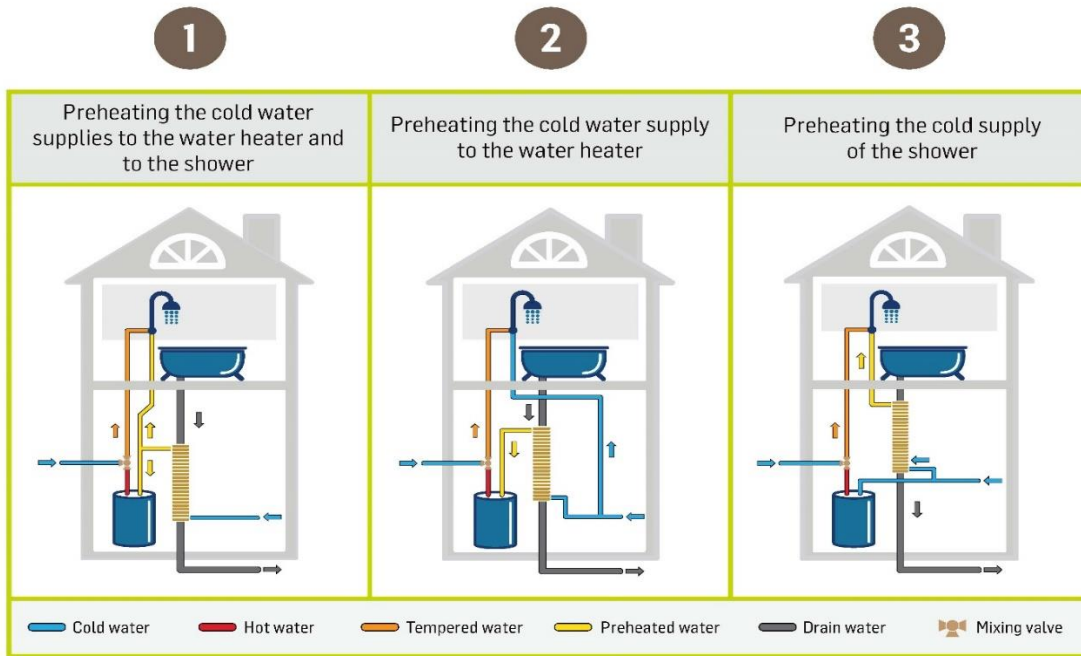 1
2
3
Preheating the cold water
supplies to the water heater and
to the shower
Preheating the cold water supply
to the water heater
Preheating the cold supply
of the shower
Cold water
Hot water
Tempered water
Preheated water
Drain water
Mixing valve